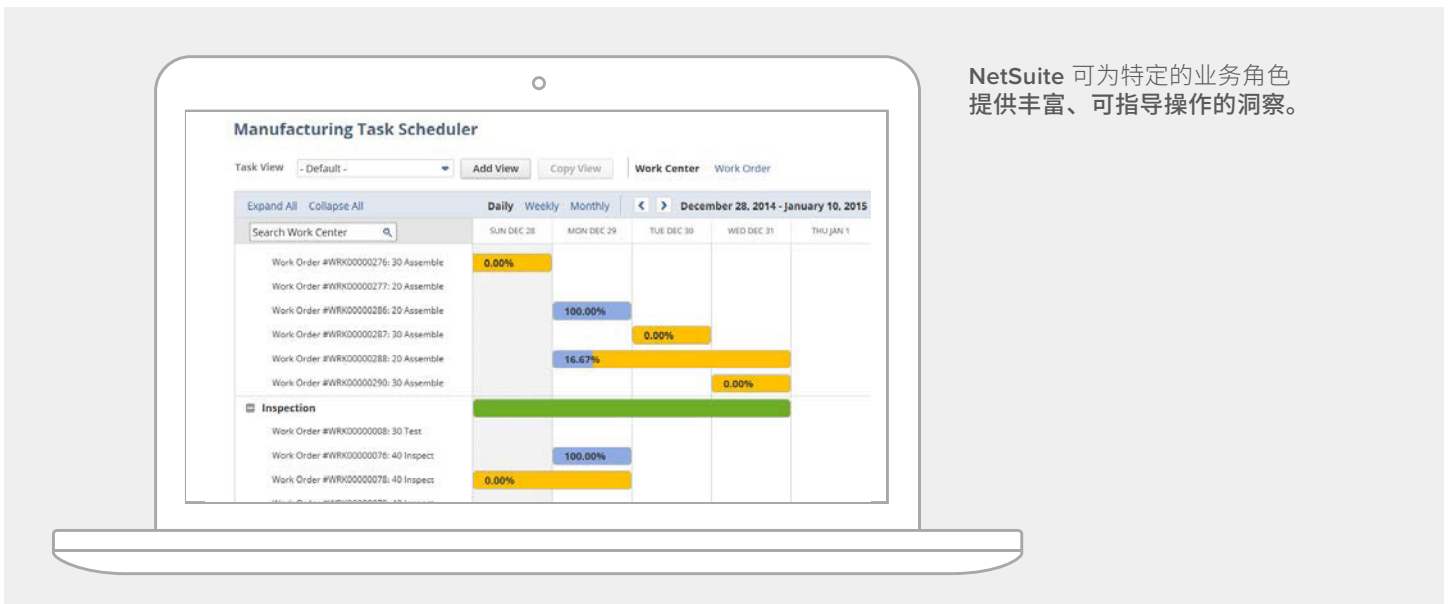 NetSuite 可为特定的业务角色
提供丰富、可指导操作的洞察。
Manufacturing Task Scheduler
Task View - Default - Add View Copy View Work Center Work Order
Expand All Collapse All Daily Weekly Monthly December 28, 2014 - January 10, 2015
Search Work Center SUN DEC 28 MON DEC 29 TUE DEC 30 WED DEC 31 THU JAN 1
Work Order #WRK00000276: 30 Assemble 0.00%
Work Order #WRK00000277: 20 Assemble
Work Order #WRK00000286: 20 Assemble 100.00%
Work Order #WRK00000287: 30 Assemble 0.00%
Work Order #WRK00000288: 20 Assemble 16.67%
Work Order #WRK00000290: 30 Assemble 0.00%
Inspection
Work Order #WRK00000008: 30 Test
Work Order #WRK00000076: 40 Inspect 100.00%
Work Order #WRK00000078: 40 Inspect 0.00%